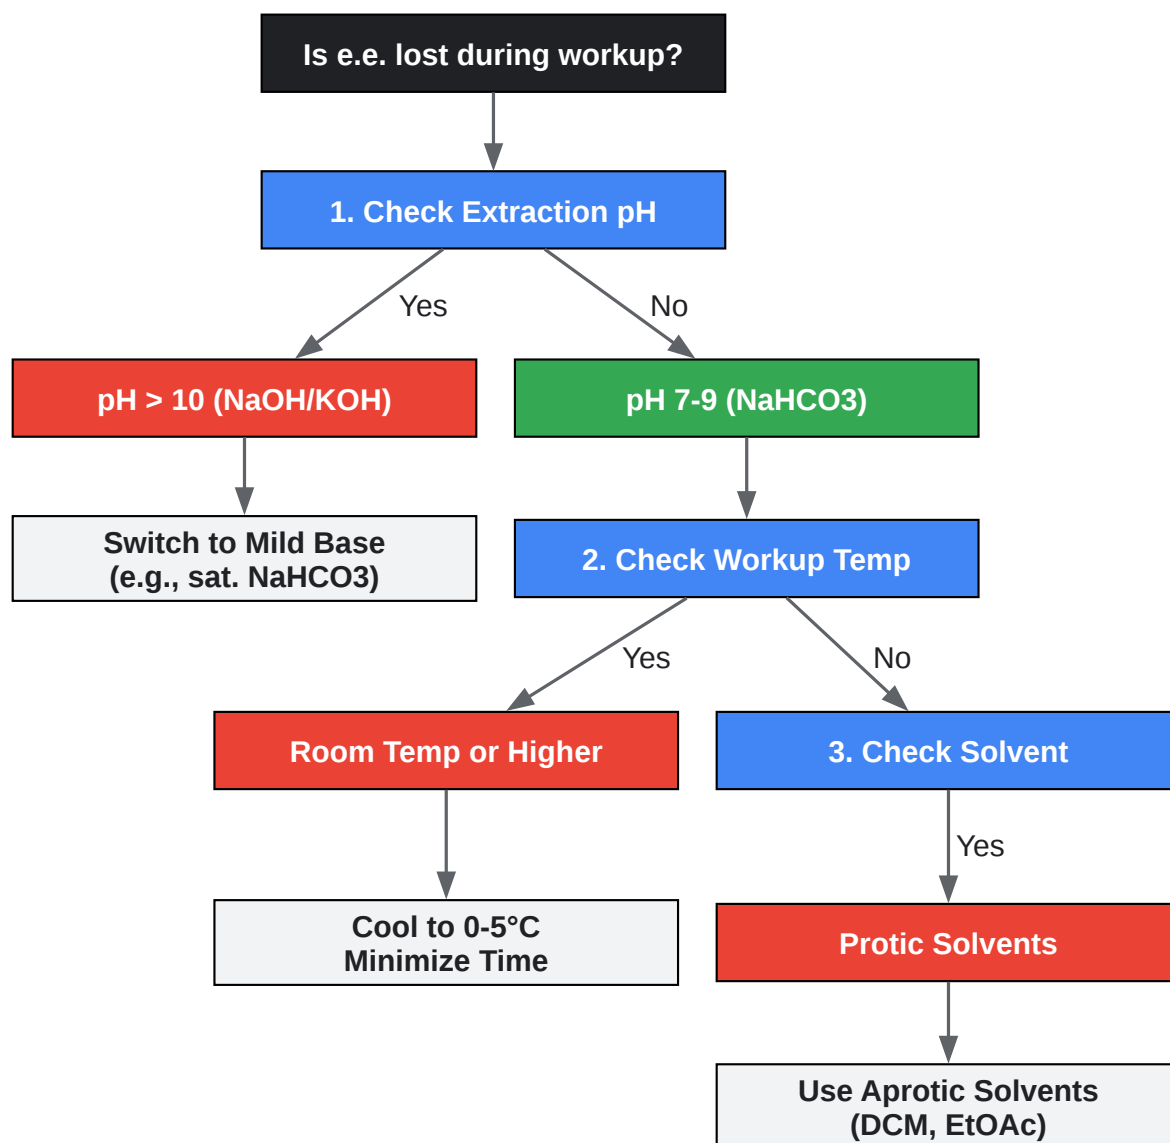 Is e.e. lost during workup?
1. Check Extraction pH
Yes
No
pH > 10 (NaOH/KOH)
pH 7-9 (NaHCO3)
Switch to Mild Base
(e.g., sat. NaHCO3)
2. Check Workup Temp
Yes
No
Room Temp or Higher
3. Check Solvent
Yes
Cool to 0-5°C
Minimize Time
Protic Solvents
Use Aprotic Solvents
(DCM, EtOAc)